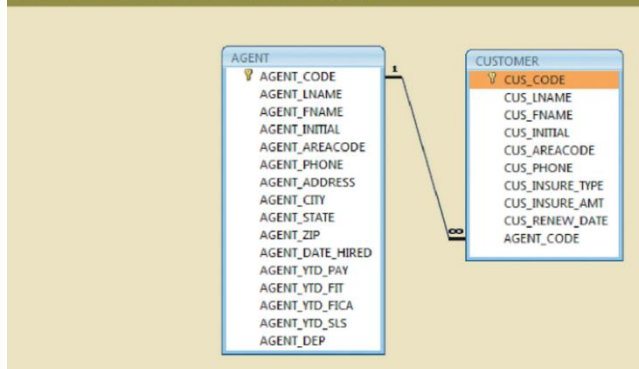 AGENT
AGENT_CODE
AGENT_LNAME
AGENT_FNAME
AGENT_INITIAL
AGENT_AREACODE
AGENT_PHONE
AGENT_ADDRESS
AGENT_CITY
AGENT_STATE
AGENT_ZIP
AGENT_DATE_HIRED
AGENT_YTD_PAY
AGENT_YTD_FIT
AGENT_YTD_FICA
AGENT_YTD_SLS
AGENT_DEP
1
∞
CUSTOMER
CUS_CODE
CUS_LNAME
CUS_FNAME
CUS_INITIAL
CUS_AREACODE
CUS_PHONE
CUS_INSURE_TYPE
CUS_INSURE_AMT
CUS_RENEW_DATE
AGENT_CODE